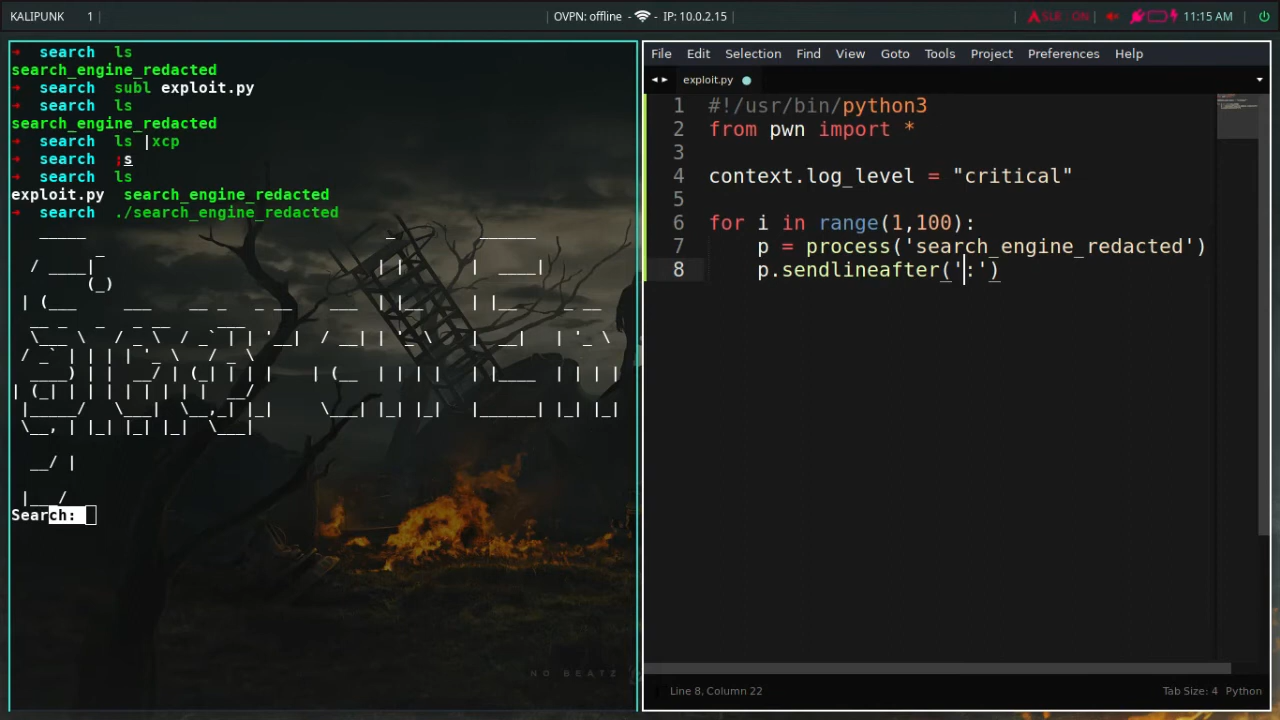 KALIPUNK 1 | | OVPN: offline - - IP: 10.0.2.15 | | ASLR: ON | 11:15 AM
➜ search ls
search_engine_redacted
➜ search subl exploit.py
➜ search ls
search_engine_redacted
➜ search ls |xcp
➜ search ;s
➜ search ls
exploit.py search_engine_redacted
➜ search ./search_engine_redacted
Search:
NO BEATZ
File Edit Selection Find View Goto Tools Project Preferences Help
exploit.py
1 #!/usr/bin/python3
2 from pwn import *
3
4 context.log_level = "critical"
5
6 for i in range(1,100):
7 p = process('search_engine_redacted')
8 p.sendlineafter(':')
Line 8, Column 22 Tab Size: 4 Python